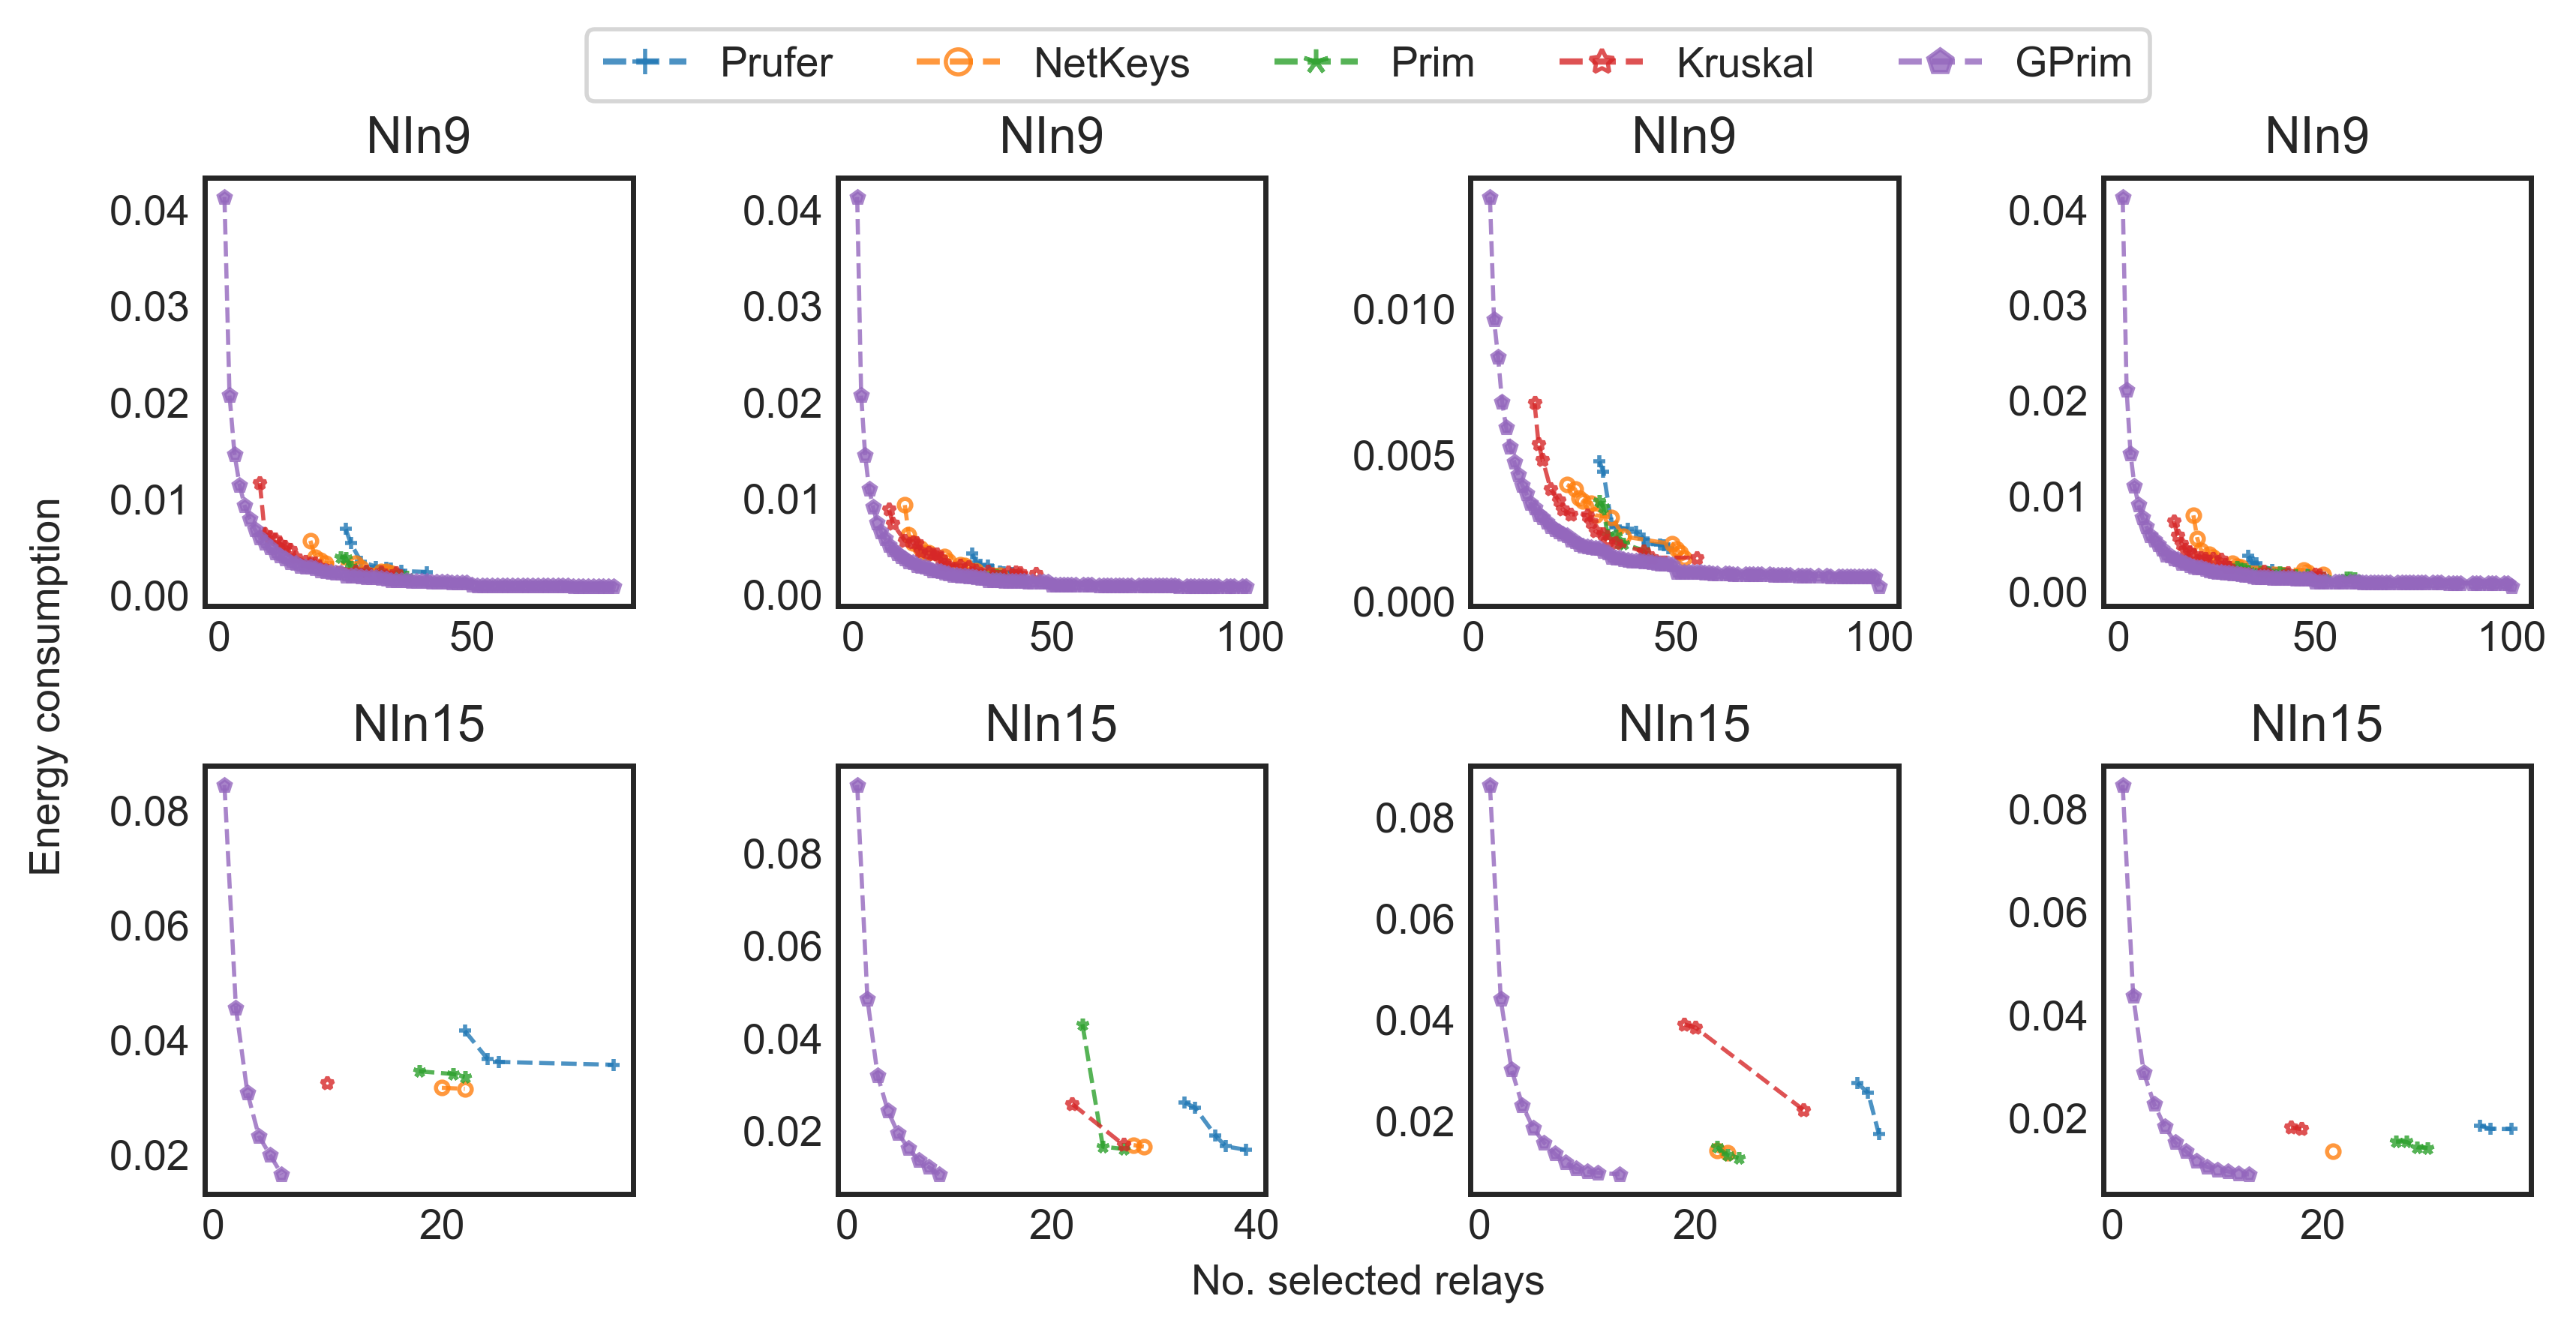 Prufer NetKeys Prim Kruskal GPrim
NIn9 NIn9 NIn9 NIn9
0.04 0.04 0.04
0.03 0.03 0.010 0.03
0.02 0.02 0.005 0.02
0.01 0.01 0.01
0.00 0.00 0.000 0.00
0 50 0 50 100 0 50 100 0 50 100
Energy consumption
NIn15 NIn15 NIn15 NIn15
0.08 0.08 0.08 0.08
0.06 0.06 0.06 0.06
0.04 0.04 0.04 0.04
0.02 0.02 0.02 0.02
0 20 0 20 40 0 20 0 20
No. selected relays